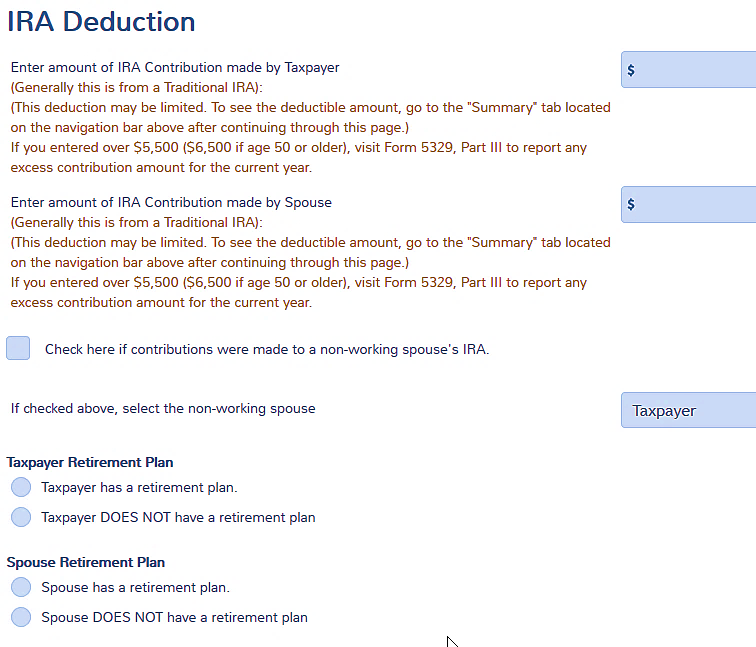 IRA Deduction
Enter amount of IRA Contribution made by Taxpayer
$
(Generally this is from a Traditional IRA):
(This deduction may be limited. To see the deductible amount, go to the "Summary" tab located
on the navigation bar above after continuing through this page.)
If you entered over $5,500 ($6,500 if age 50 or older), visit Form 5329, Part III to report any
excess contribution amount for the current year.
Enter amount of IRA Contribution made by Spouse
$
(Generally this is from a Traditional IRA):
(This deduction may be limited. To see the deductible amount, go to the "Summary" tab located
on the navigation bar above after continuing through this page.)
If you entered over $5,500 ($6,500 if age 50 or older), visit Form 5329, Part III to report any
excess contribution amount for the current year.
Check here if contributions were made to a non-working spouse's IRA.
If checked above, select the non-working spouse
Taxpayer
Taxpayer Retirement Plan
Taxpayer has a retirement plan.
Taxpayer DOES NOT have a retirement plan
Spouse Retirement Plan
Spouse has a retirement plan.
Spouse DOES NOT have a retirement plan